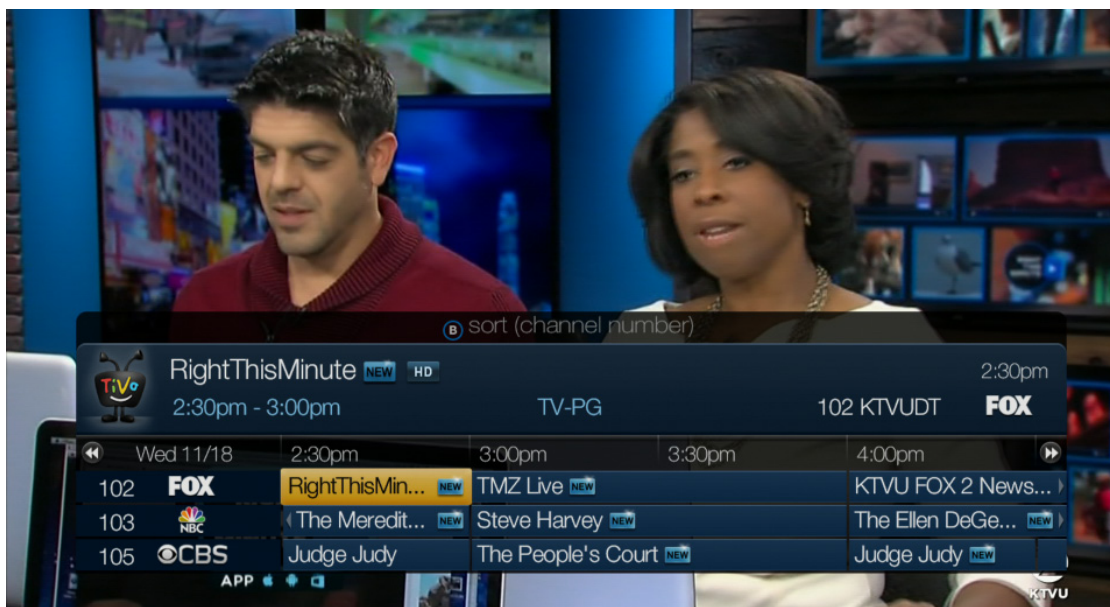 B sort (channel number)
TiVo RightThisMinute NEW HD 2:30pm
2:30pm - 3:00pm TV-PG 102 KTVUDT FOX
Wed 11/18 2:30pm 3:00pm 3:30pm 4:00pm
102 FOX RightThisMin... NEW TMZ Live NEW KTVU FOX 2 News...
103 NBC The Meredit... NEW Steve Harvey NEW The Ellen DeGe... NEW
105 CBS Judge Judy The People's Court NEW Judge Judy NEW
APP
KTVU